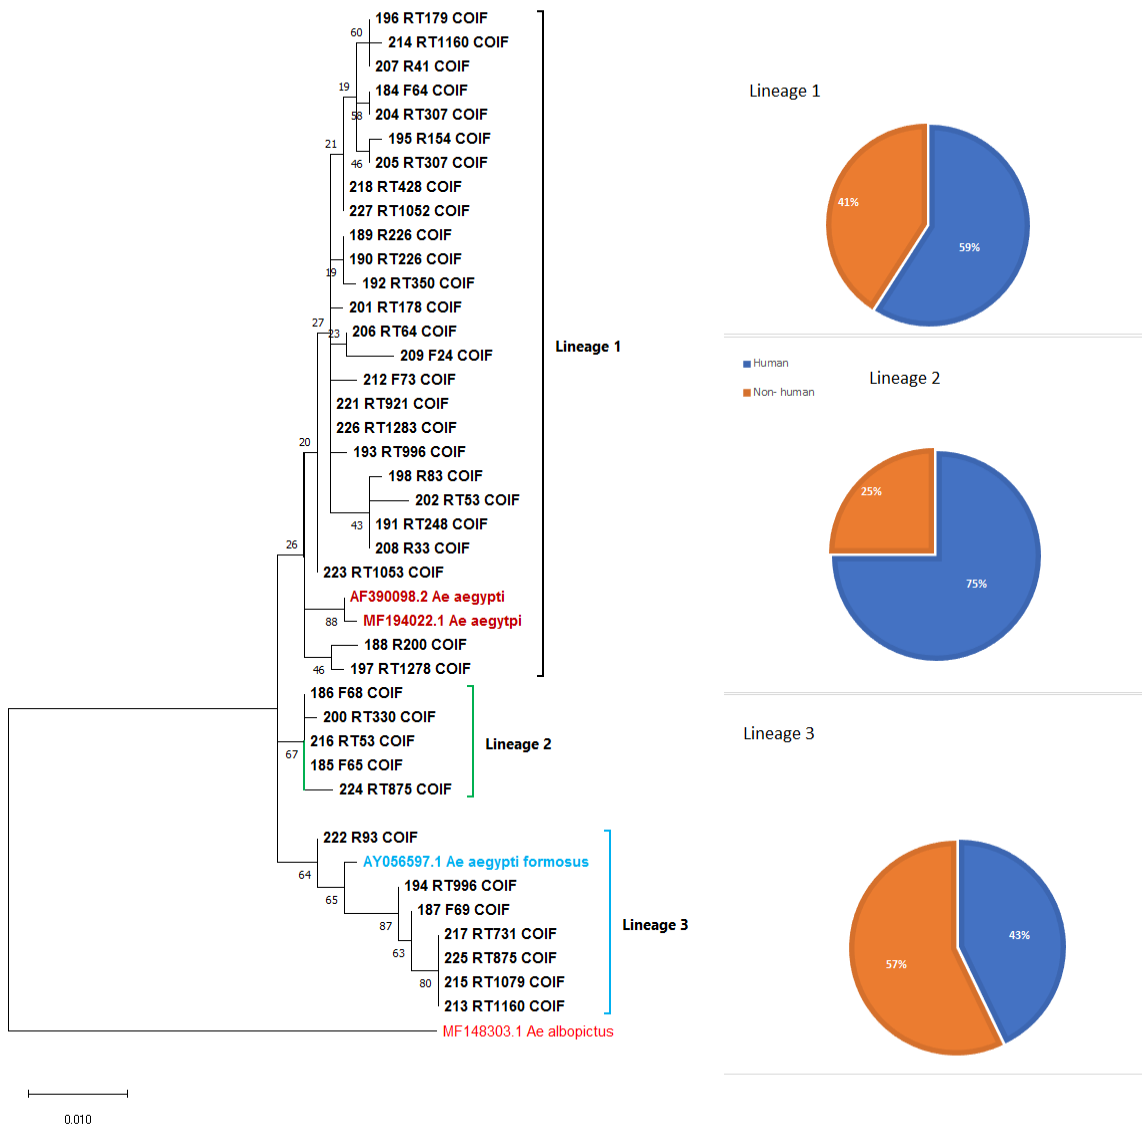 196 RT179 COIF
60
214 RT1160 COIF
207 R41 COIF
19
184 F64 COIF
58
204 RT307 COIF
21
195 R154 COIF
46
205 RT307 COIF
218 RT428 COIF
227 RT1052 COIF
189 R226 COIF
190 RT226 COIF
19
192 RT350 COIF
201 RT178 COIF
27
23
206 RT64 COIF
209 F24 COIF
Lineage 1
212 F73 COIF
221 RT921 COIF
226 RT1283 COIF
20
193 RT996 COIF
198 R83 COIF
202 RT53 COIF
43
191 RT248 COIF
208 R33 COIF
26
223 RT1053 COIF
AF390098.2 Ae aegypti
88
MF194022.1 Ae aegytpi
188 R200 COIF
46
197 RT1278 COIF
186 F68 COIF
200 RT330 COIF
216 RT53 COIF
67
Lineage 2
185 F65 COIF
224 RT875 COIF
222 R93 COIF
AY056597.1 Ae aegypti formosus
64
194 RT996 COIF
65
187 F69 COIF
87
Lineage 3
217 RT731 COIF
63
225 RT875 COIF
80
215 RT1079 COIF
213 RT1160 COIF
MF148303.1 Ae albopictus
0.010
Lineage 1
41%
59%
Human
Non- human
Lineage 2
25%
75%
Lineage 3
43%
57%